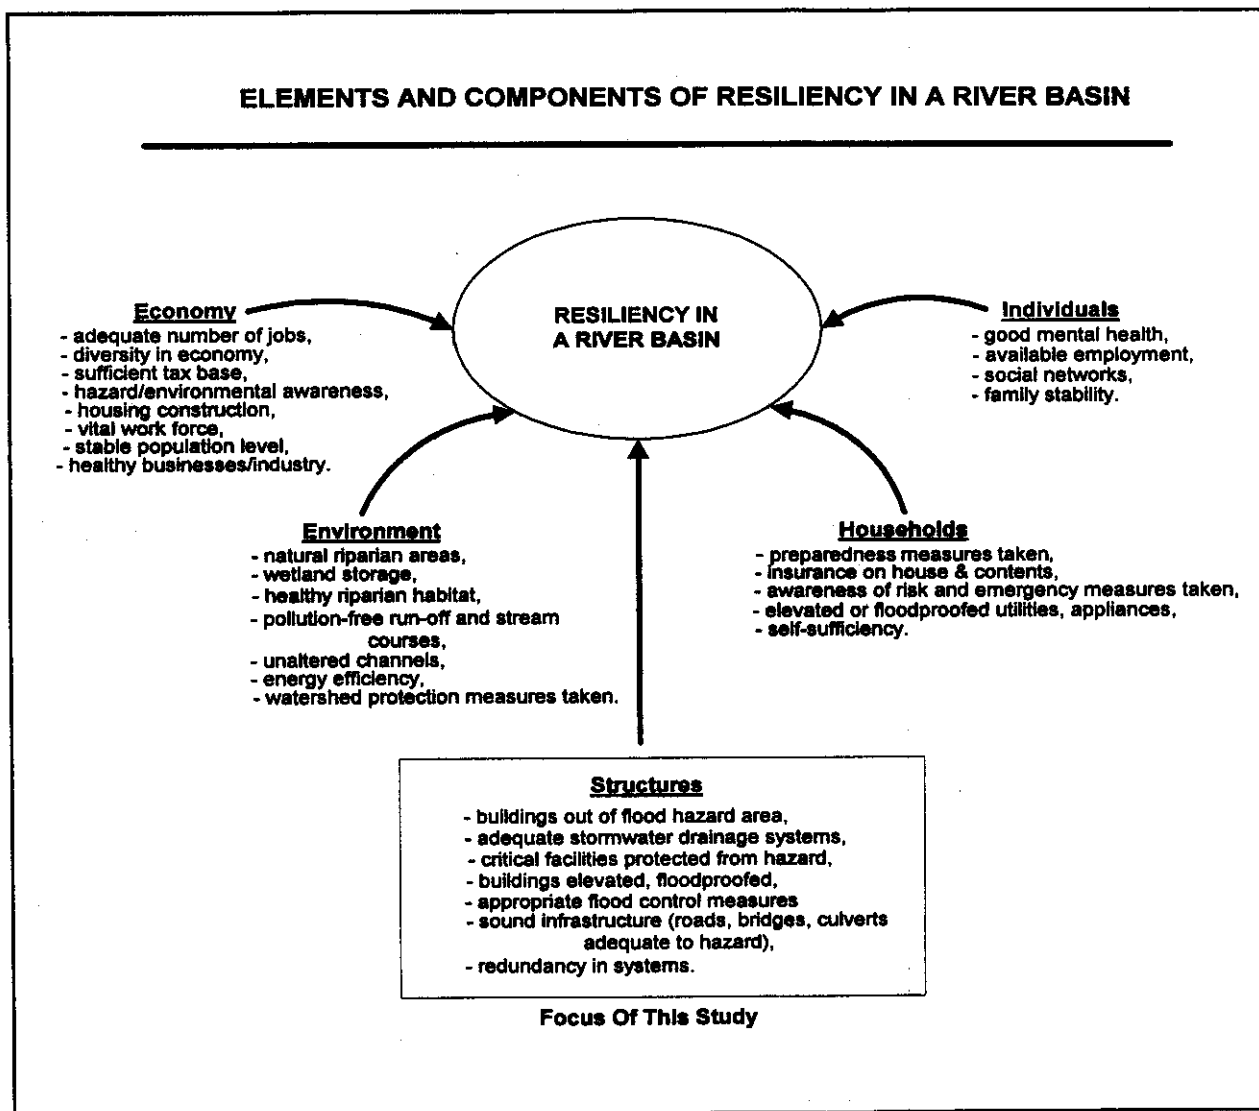 ELEMENTS AND COMPONENTS OF RESILIENCY IN A RIVER BASIN
RESILIENCY IN
A RIVER BASIN
Economy
- adequate number of jobs,
- diversity in economy,
- sufficient tax base,
- hazard/environmental awareness,
- housing construction,
- vital work force,
- stable population level,
- healthy businesses/industry.
Individuals
- good mental health,
- available employment,
- social networks,
- family stability.
Environment
- natural riparian areas,
- wetland storage,
- healthy riparian habitat,
- pollution-free run-off and stream
courses,
- unaltered channels,
- energy efficiency,
- watershed protection measures taken.
Households
- preparedness measures taken,
- insurance on house & contents,
- awareness of risk and emergency measures taken,
- elevated or floodproofed utilities, appliances,
- self-sufficiency.
Structures
- buildings out of flood hazard area,
- adequate stormwater drainage systems,
- critical facilities protected from hazard,
- buildings elevated, floodproofed,
- appropriate flood control measures
- sound infrastructure (roads, bridges, culverts
adequate to hazard),
- redundancy in systems.
Focus Of This Study